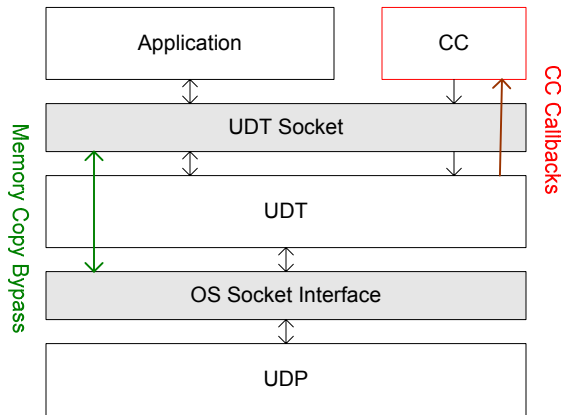 Application
CC
UDT Socket
UDT
OS Socket Interface
UDP
Memory Copy Bypass
CC Callbacks